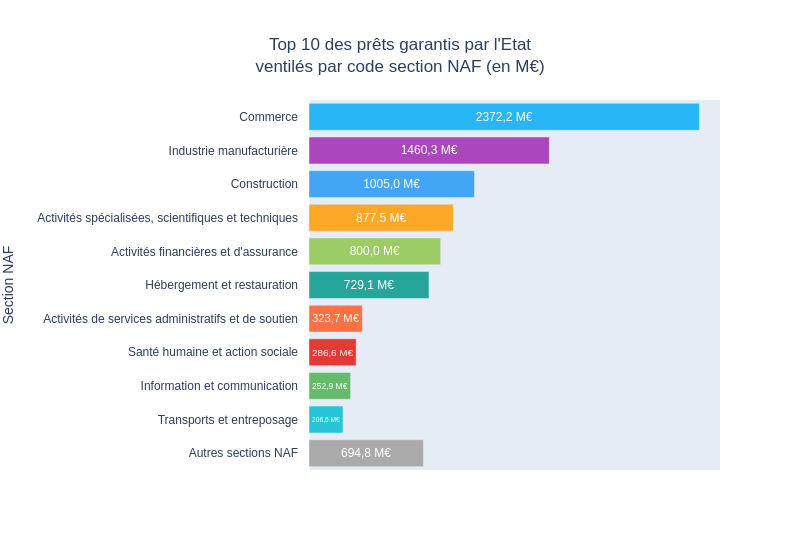 Top 10 des prêts garantis par l'Etat
ventilés par code section NAF (en M€)
Section NAF
Commerce 2372,2 M€
Industrie manufacturière 1460,3 M€
Construction 1005,0 M€
Activités spécialisées, scientifiques et techniques 877,5 M€
Activités financières et d'assurance 800,0 M€
Hébergement et restauration 729,1 M€
Activités de services administratifs et de soutien 323,7 M€
Santé humaine et action sociale 286,6 M€
Information et communication 252,9 M€
Transports et entreposage 206,6 M€
Autres sections NAF 694,8 M€